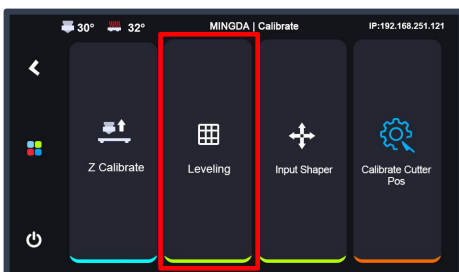 30° 32° MINGDA | Calibrate IP:192.168.251.121
Z Calibrate Leveling Input Shaper Calibrate Cutter
Pos